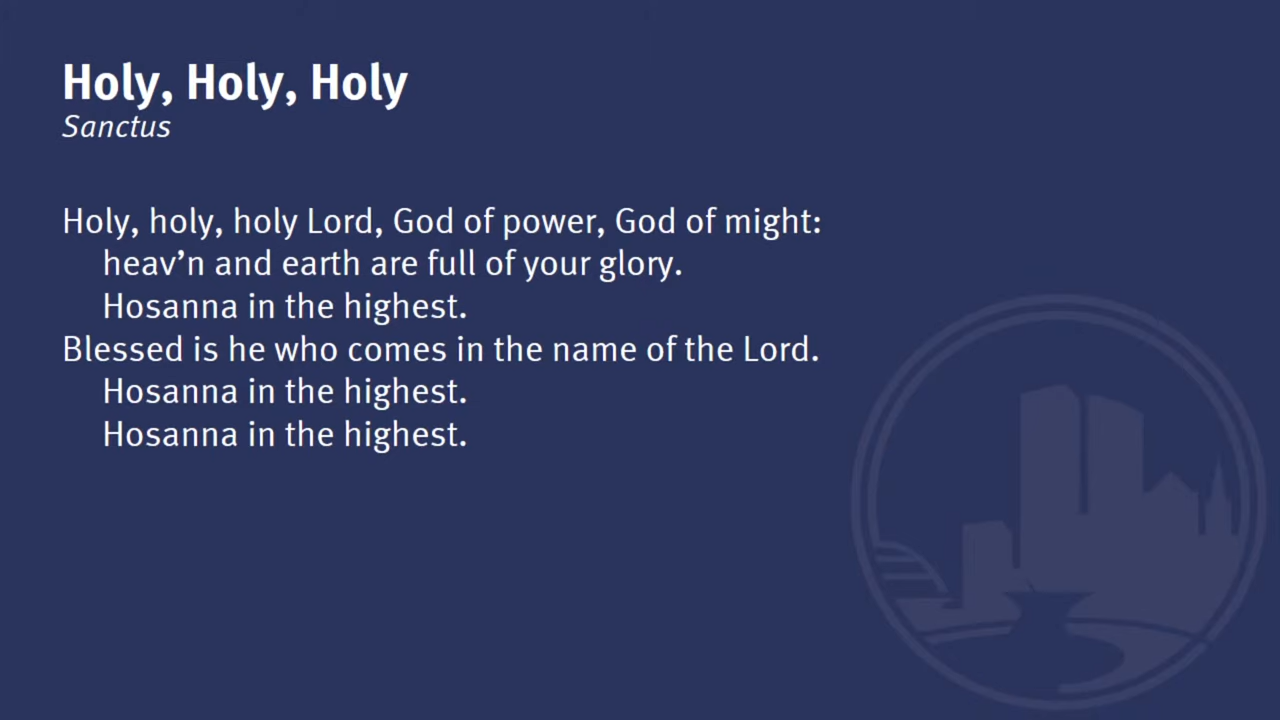 Holy, Holy, Holy
Sanctus
Holy, holy, holy Lord, God of power, God of might:
heav’n and earth are full of your glory.
Hosanna in the highest.
Blessed is he who comes in the name of the Lord.
Hosanna in the highest.
Hosanna in the highest.